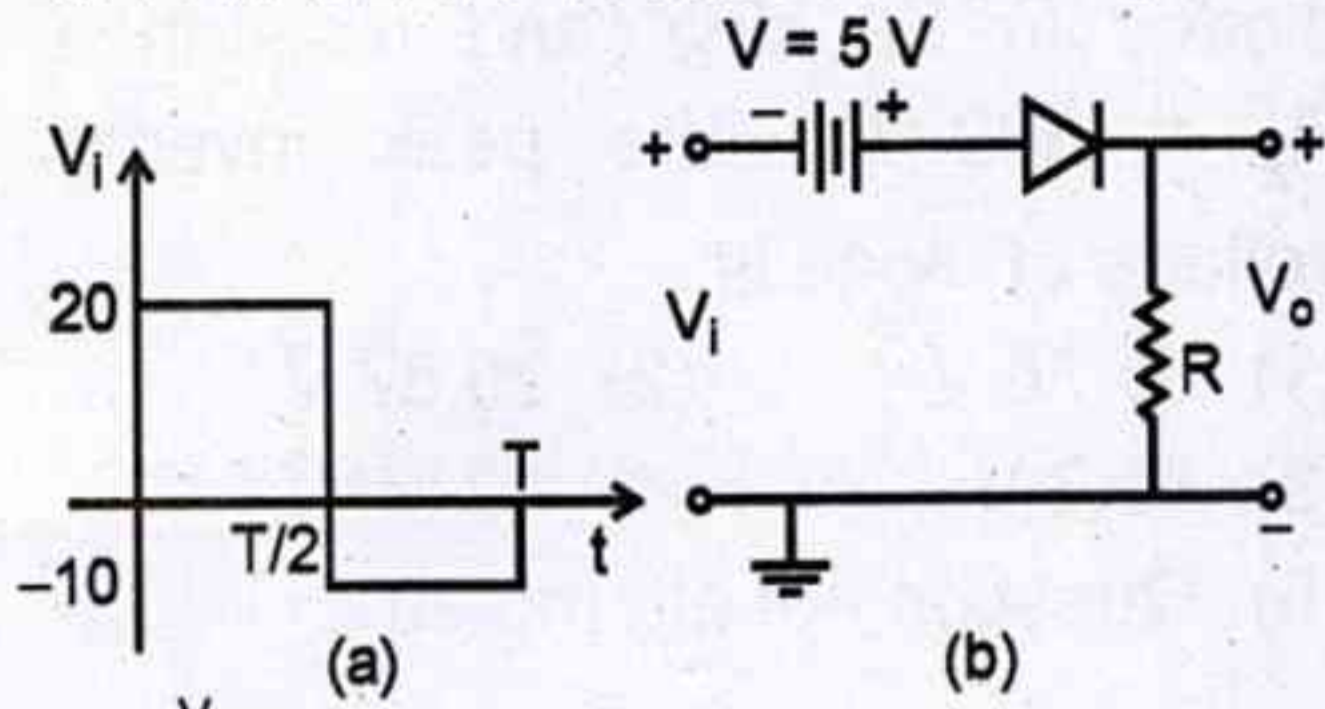 V = 5 V
Vi
20
-10
T/2
T
t
(a)
+
– +
+
Vi
Vo
R
–
(b)
V